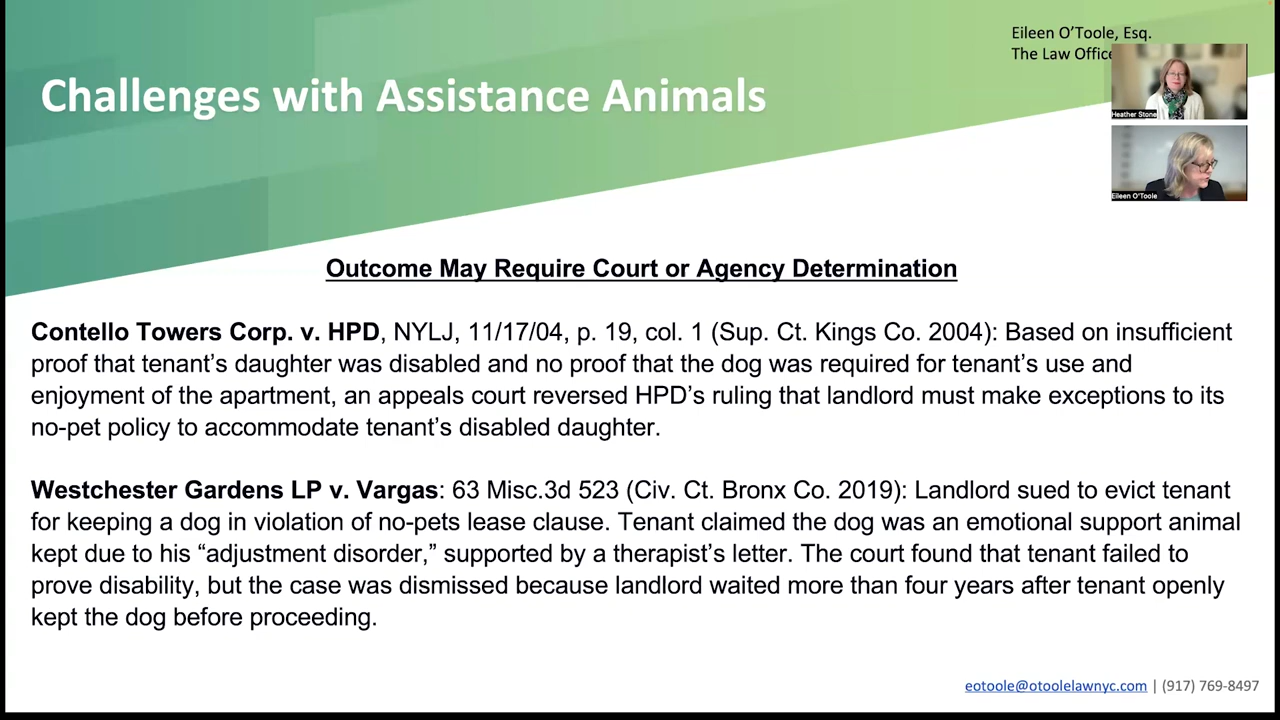 Eileen O’Toole, Esq.
The Law Office
Challenges with Assistance Animals
Heather Stone
Eileen O'Toole
Outcome May Require Court or Agency Determination
Contello Towers Corp. v. HPD, NYLJ, 11/17/04, p. 19, col. 1 (Sup. Ct. Kings Co. 2004): Based on insufficient
proof that tenant’s daughter was disabled and no proof that the dog was required for tenant’s use and
enjoyment of the apartment, an appeals court reversed HPD’s ruling that landlord must make exceptions to its
no-pet policy to accommodate tenant’s disabled daughter.
Westchester Gardens LP v. Vargas: 63 Misc.3d 523 (Civ. Ct. Bronx Co. 2019): Landlord sued to evict tenant
for keeping a dog in violation of no-pets lease clause. Tenant claimed the dog was an emotional support animal
kept due to his “adjustment disorder,” supported by a therapist’s letter. The court found that tenant failed to
prove disability, but the case was dismissed because landlord waited more than four years after tenant openly
kept the dog before proceeding.
eotoole@otoolelawnyc.com | (917) 769-8497